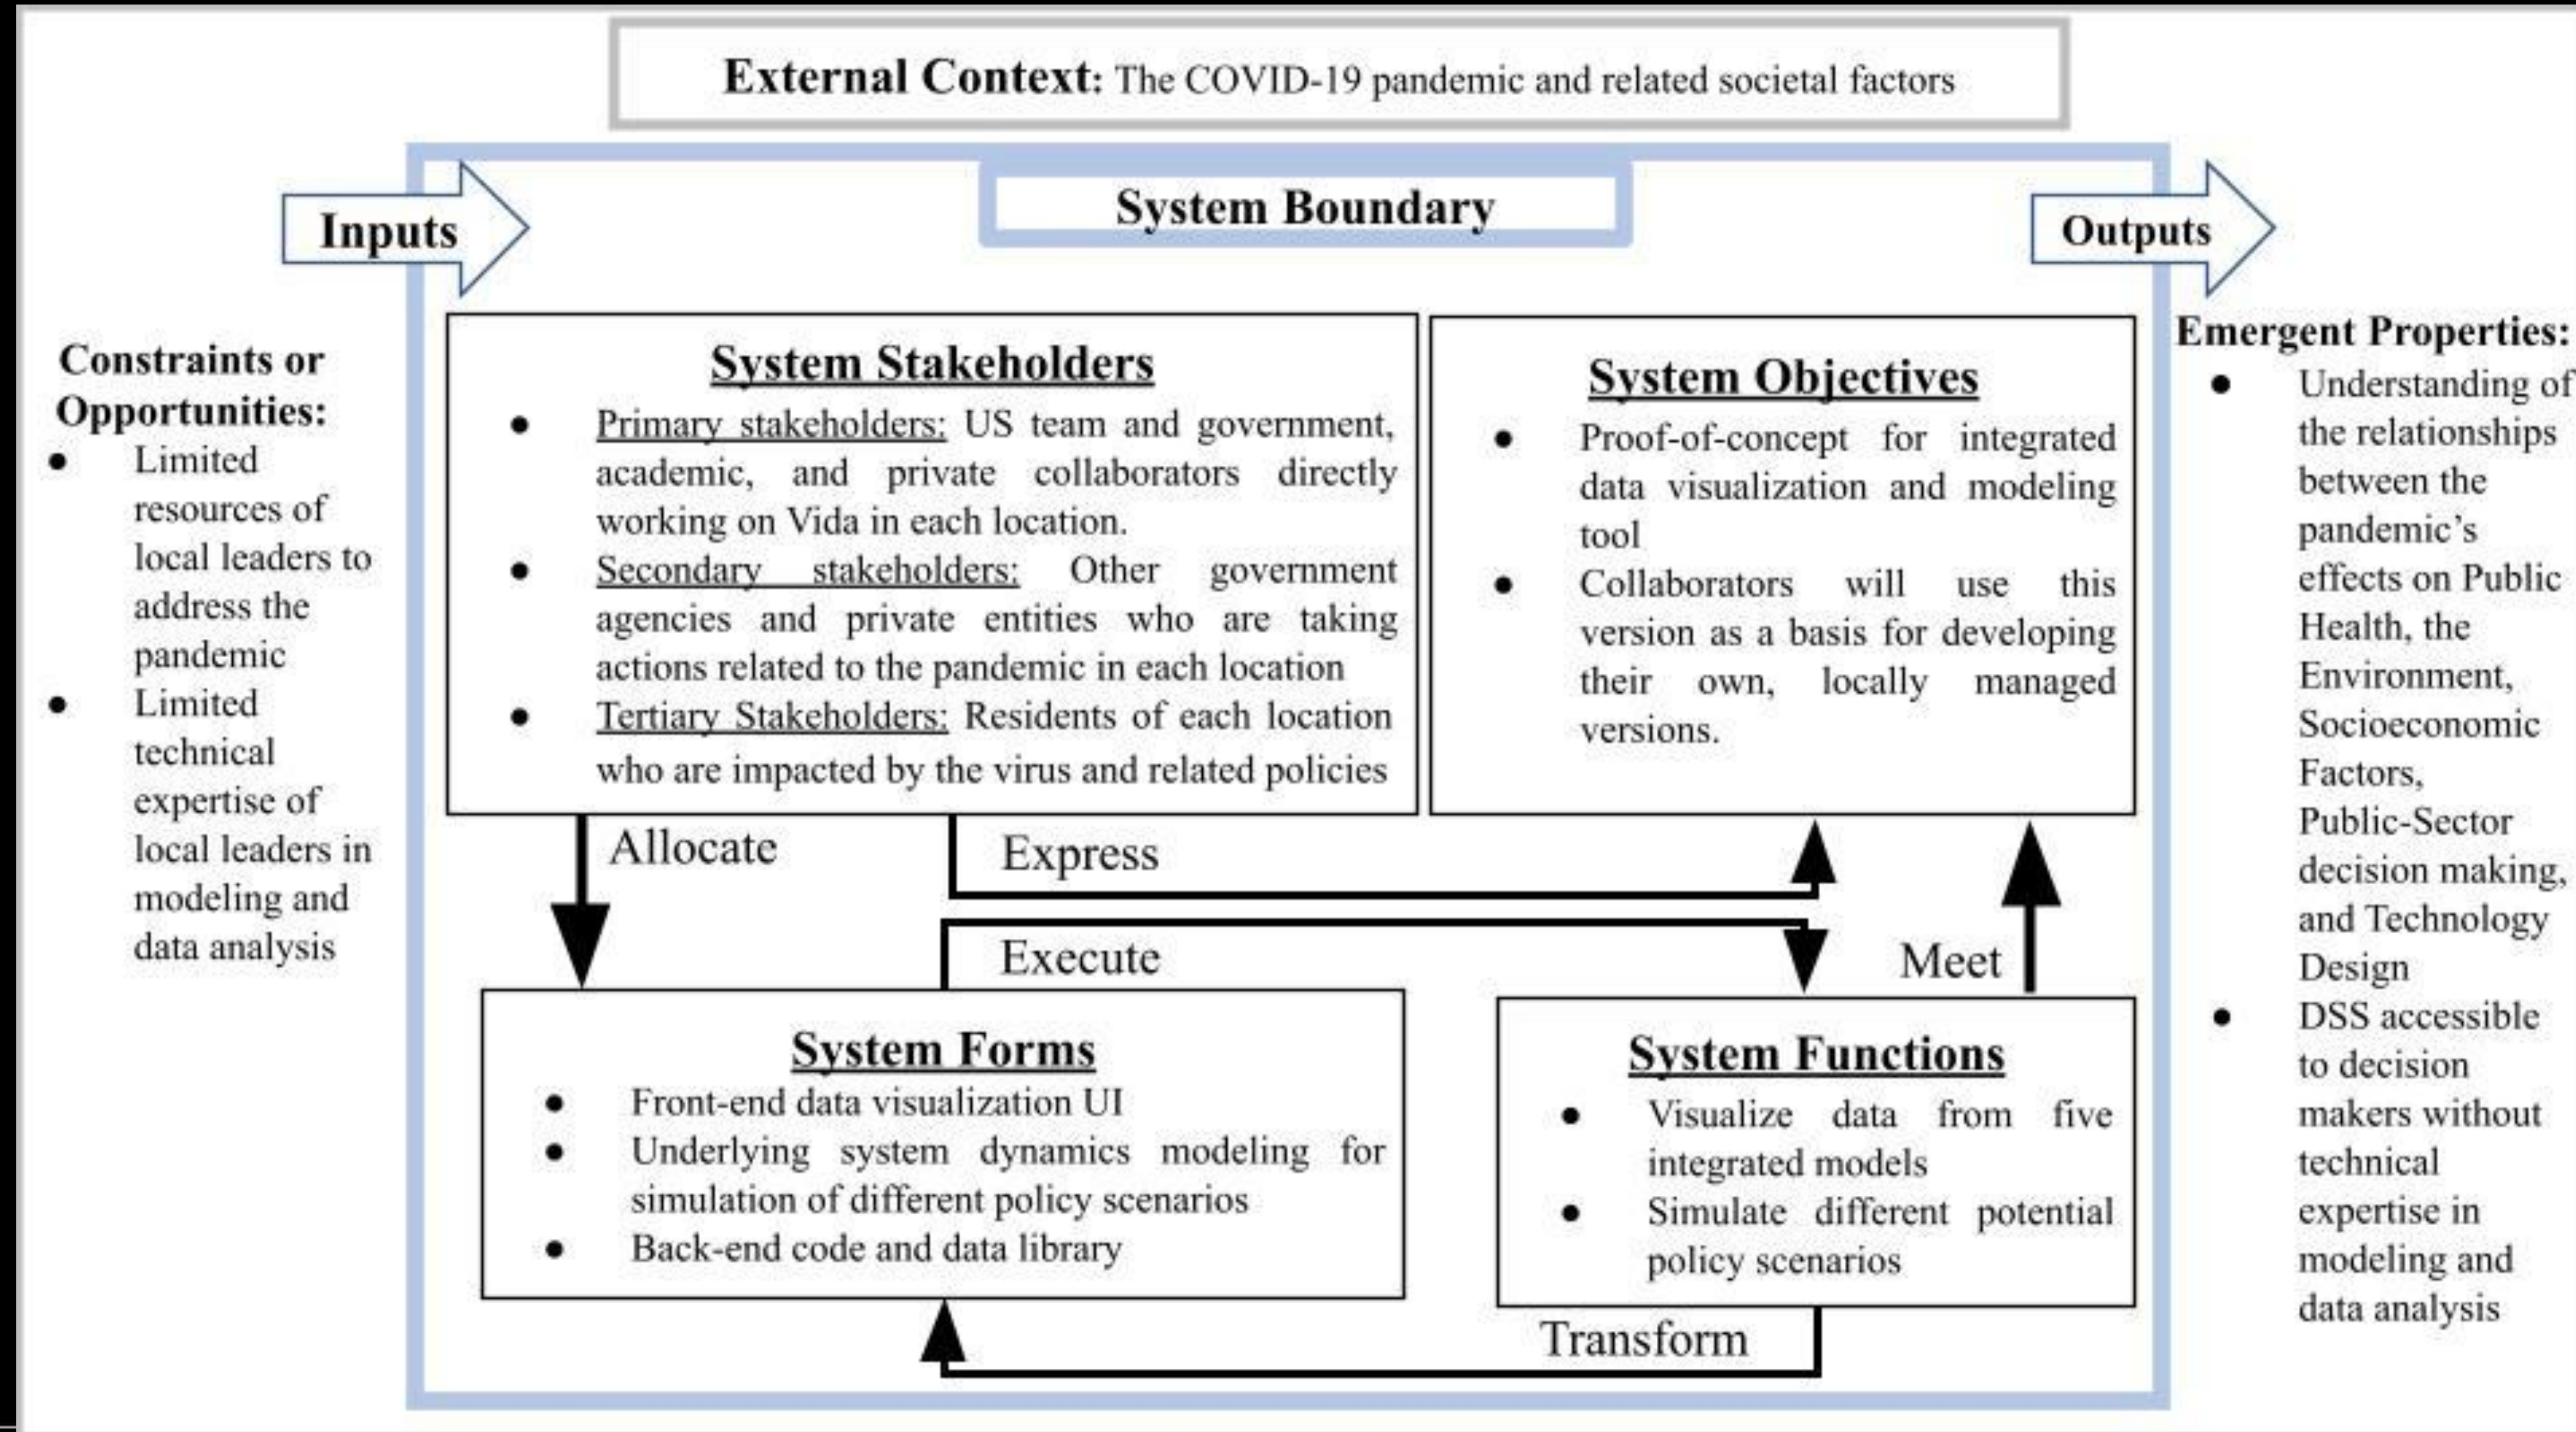 External Context: The COVID-19 pandemic and related societal factors
System Boundary
Inputs
Outputs
Constraints or
Opportunities:
● Limited
resources of
local leaders to
address the
pandemic
● Limited
technical
expertise of
local leaders in
modeling and
data analysis
System Stakeholders
● Primary stakeholders: US team and government,
academic, and private collaborators directly
working on Vida in each location.
● Secondary stakeholders: Other government
agencies and private entities who are taking
actions related to the pandemic in each location
● Tertiary Stakeholders: Residents of each location
who are impacted by the virus and related policies
System Objectives
● Proof-of-concept for integrated
data visualization and modeling
tool
● Collaborators will use this
version as a basis for developing
their own, locally managed
versions.
Allocate
Express
Execute
Meet
System Forms
● Front-end data visualization UI
● Underlying system dynamics modeling for
simulation of different policy scenarios
● Back-end code and data library
System Functions
● Visualize data from five
integrated models
● Simulate different potential
policy scenarios
Transform
Emergent Properties:
● Understanding of
the relationships
between the
pandemic’s
effects on Public
Health, the
Environment,
Socioeconomic
Factors,
Public-Sector
decision making,
and Technology
Design
● DSS accessible
to decision
makers without
technical
expertise in
modeling and
data analysis